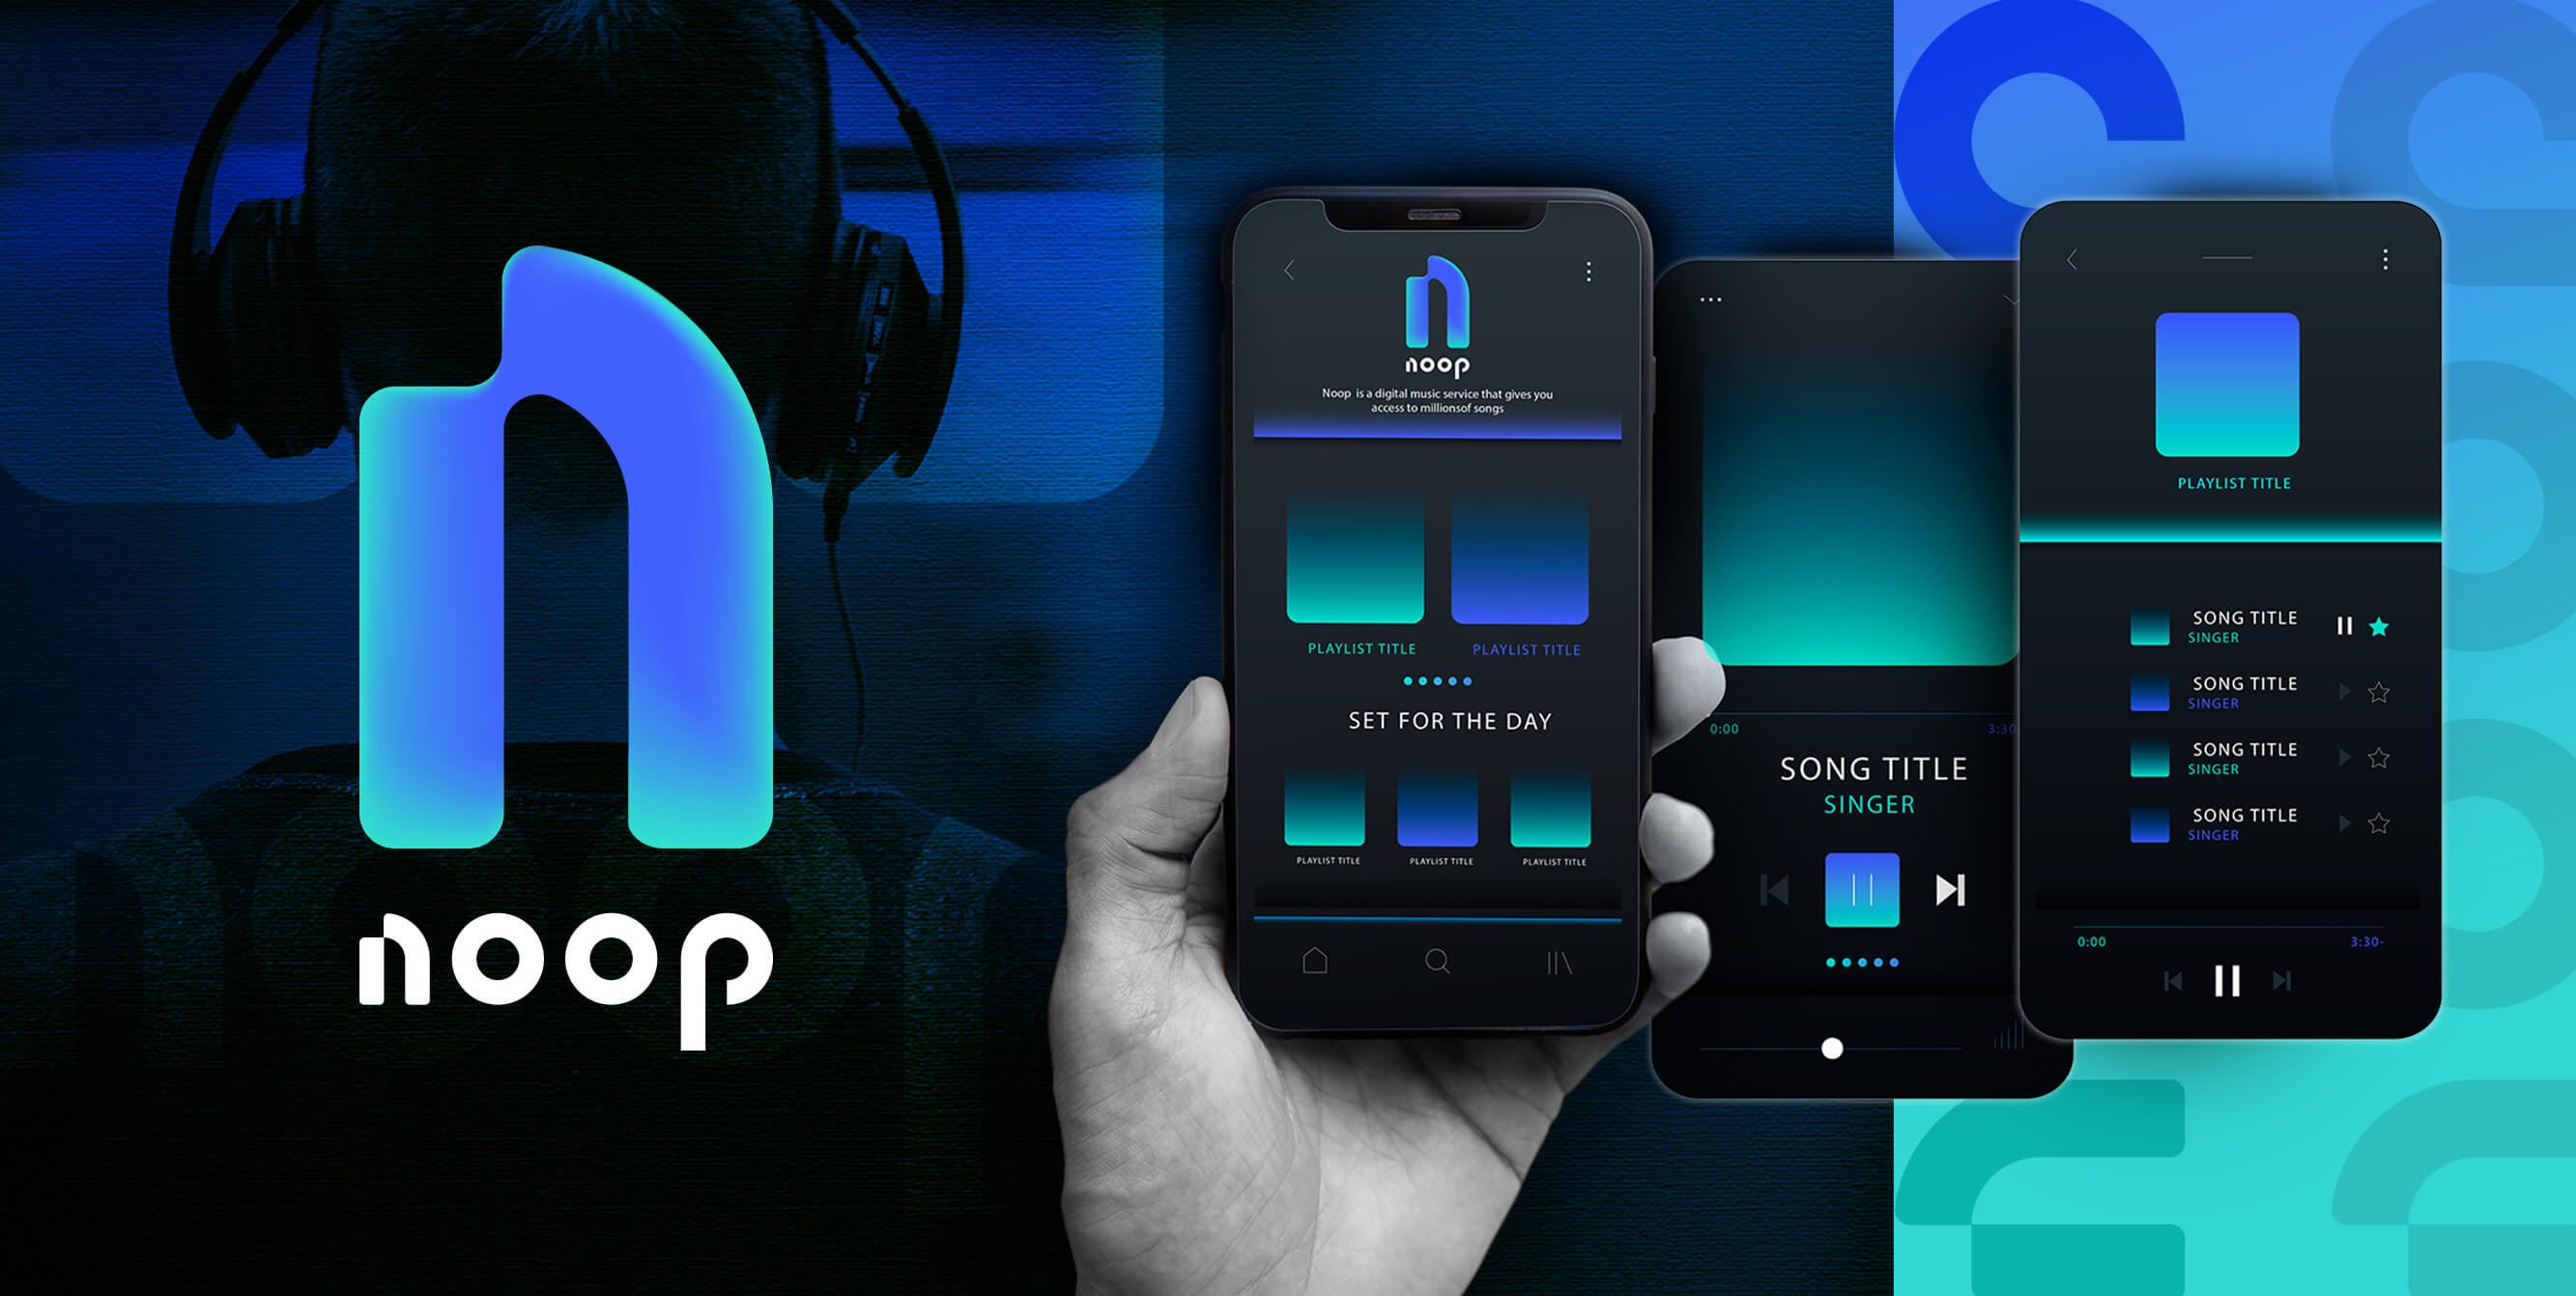 noop
noop
Noop is a digital music service that gives you
access to millionsof songs
PLAYLIST TITLE
PLAYLIST TITLE
SET FOR THE DAY
PLAYLIST TITLE
PLAYLIST TITLE
PLAYLIST TITLE
0:00
3:30
SONG TITLE
SINGER
PLAYLIST TITLE
SONG TITLE
SINGER
SONG TITLE
SINGER
SONG TITLE
SINGER
SONG TITLE
SINGER
0:00
3:30-